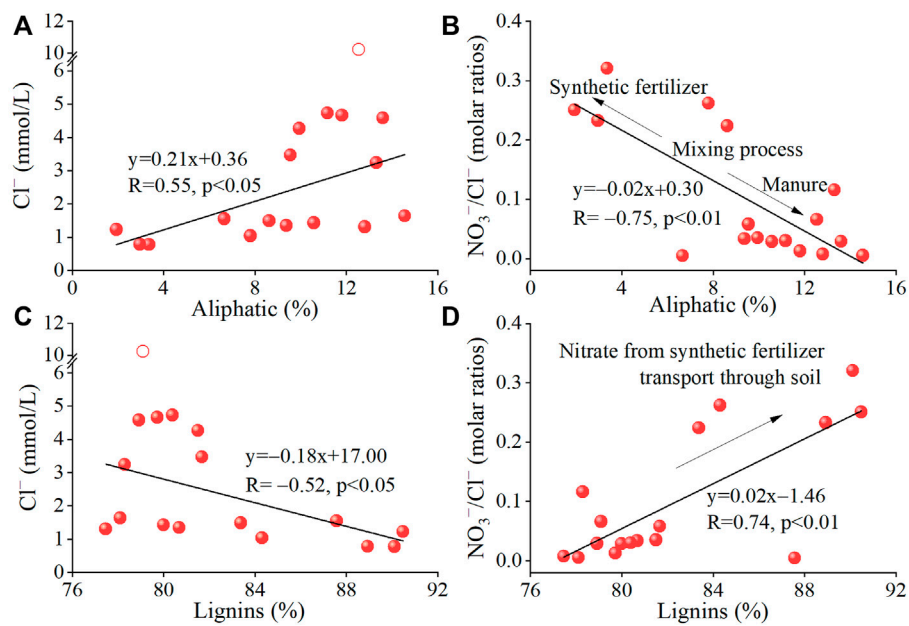 A
Cl⁻ (mmol/L)
12
10
6
5
4
3
2
1
0
y=0.21x+0.36
R=0.55, p<0.05
0 4 8 12 16
Aliphatic (%)
B
NO₃⁻/Cl⁻ (molar ratios)
0.4
0.3
0.2
0.1
0.0
Synthetic fertilizer
Mixing process
Manure
y=−0.02x+0.30
R= −0.75, p<0.01
0 4 8 12 16
Aliphatic (%)
C
Cl⁻ (mmol/L)
12
10
6
5
4
3
2
1
0
y=−0.18x+17.00
R= −0.52, p<0.05
76 80 84 88 92
Lignins (%)
D
NO₃⁻/Cl⁻ (molar ratios)
0.4
0.2
0.1
0.0
Nitrate from synthetic fertilizer
transport through soil
y=0.02x−1.46
R=0.74, p<0.01
76 80 84 88 92
Lignins (%)